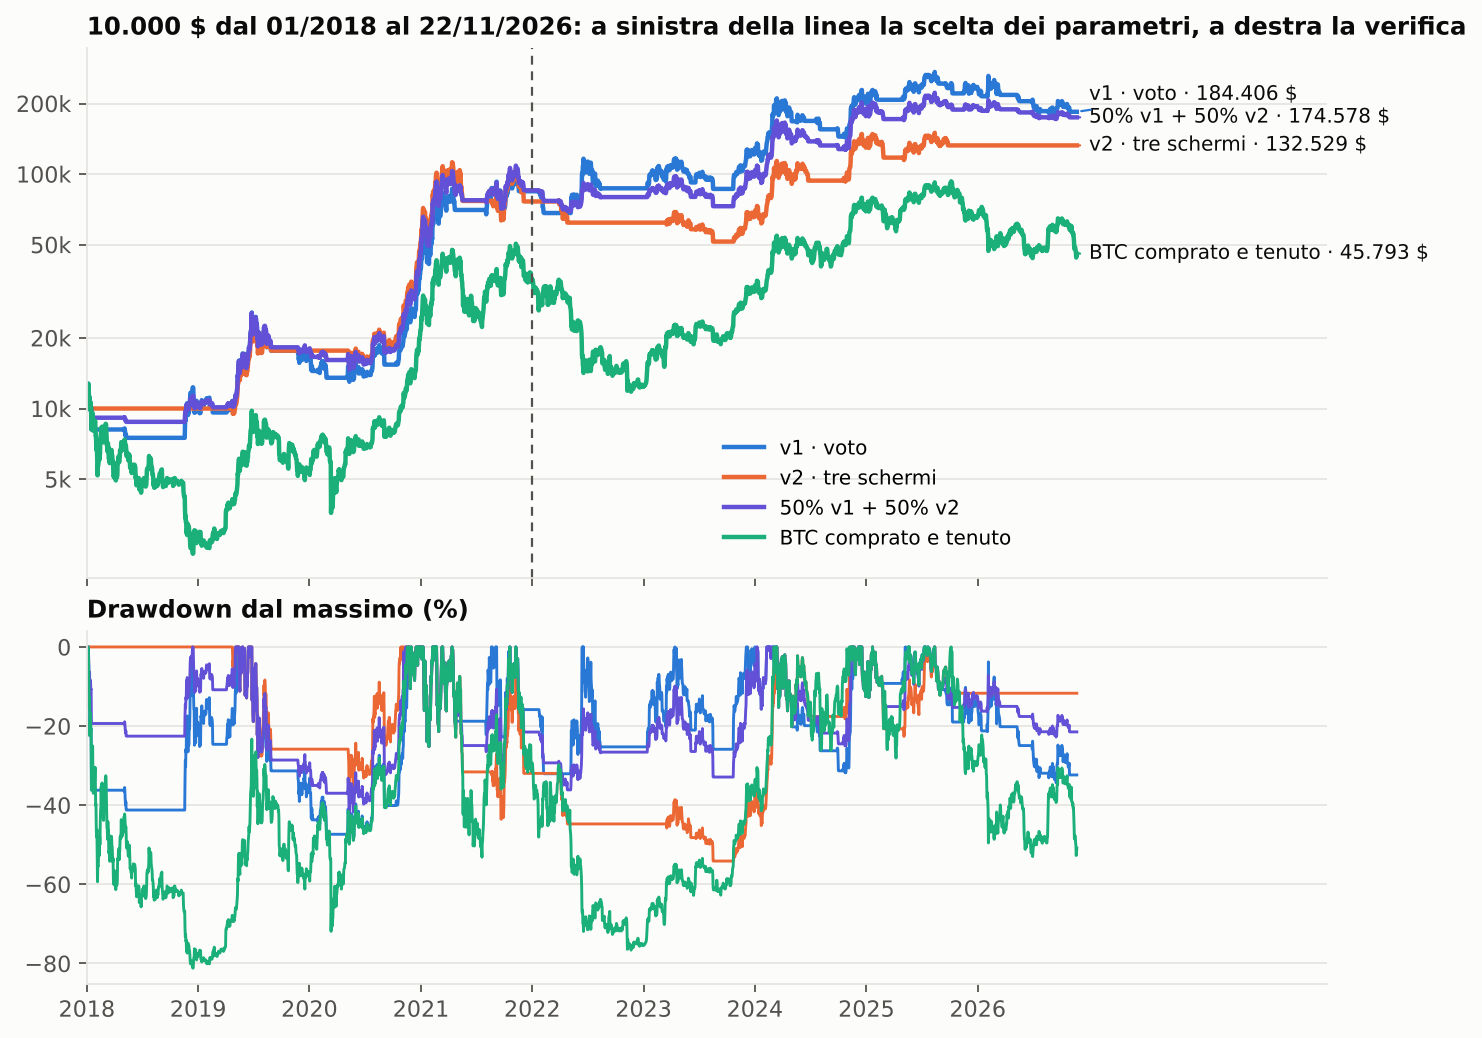 10.000 $ dal 01/2018 al 22/11/2026: a sinistra della linea la scelta dei parametri, a destra la verifica
200k
100k
50k
20k
10k
5k
v1 · voto · 184.406 $
50% v1 + 50% v2 · 174.578 $
v2 · tre schermi · 132.529 $
BTC comprato e tenuto · 45.793 $
v1 · voto
v2 · tre schermi
50% v1 + 50% v2
BTC comprato e tenuto
Drawdown dal massimo (%)
0
−20
−40
−60
−80
2018 2019 2020 2021 2022 2023 2024 2025 2026